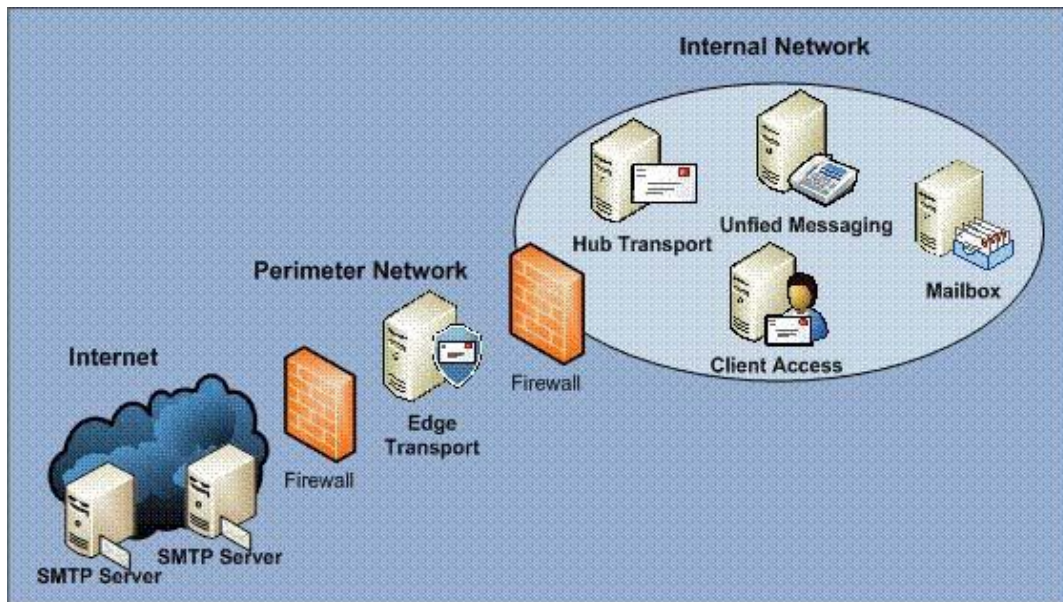 Internal Network
Hub Transport
Unfied Messaging
Mailbox
Client Access
Perimeter Network
Firewall
Edge
Transport
Internet
Firewall
SMTP Server
SMTP Server